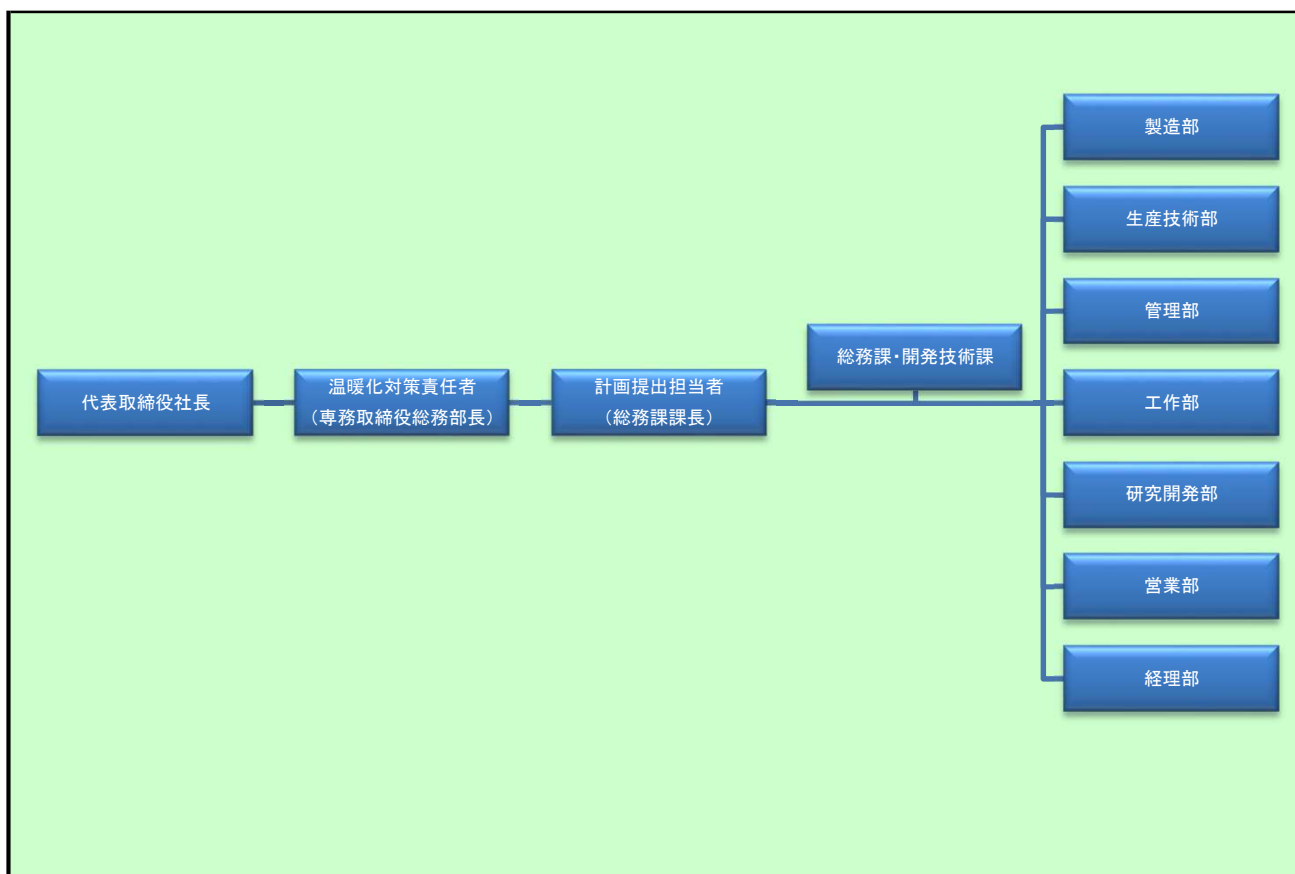 代表取締役社長
温暖化対策責任者
（専務取締役総務部長）
計画提出担当者
（総務課課長）
総務課・開発技術課
製造部
生産技術部
管理部
工作部
研究開発部
営業部
経理部